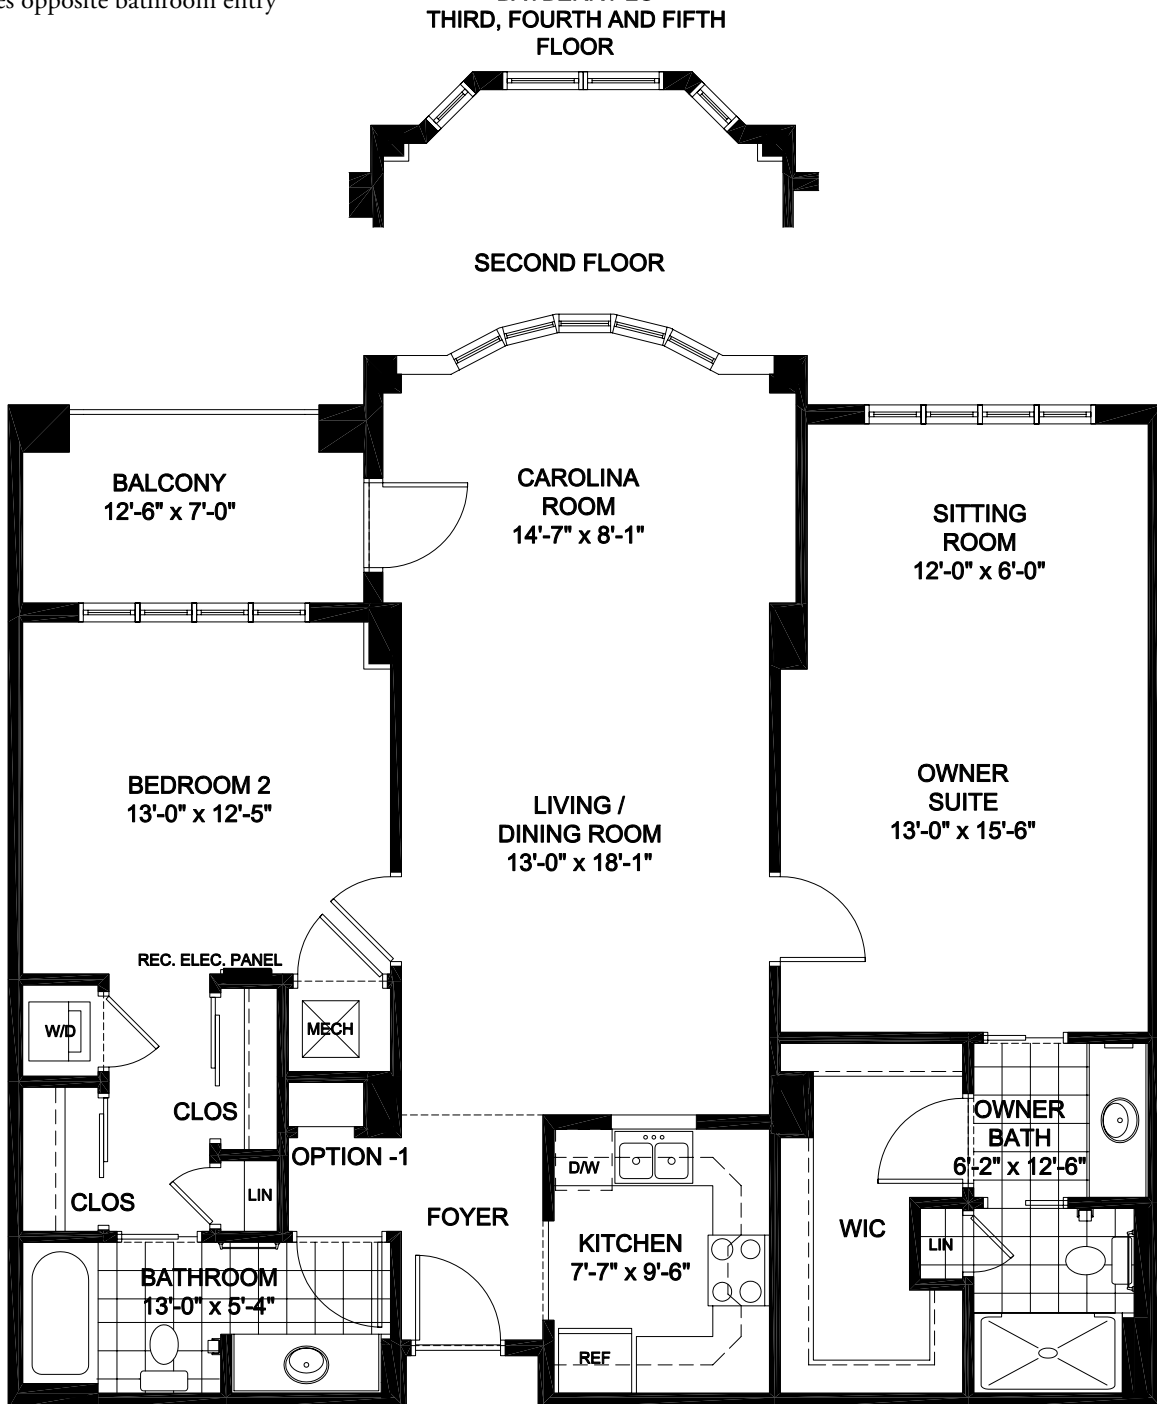 opposite bathroom entry
THIRD, FOURTH AND FIFTH
FLOOR
SECOND FLOOR
BALCONY
12'-6" x 7'-0"
CAROLINA
ROOM
14'-7" x 8'-1"
SITTING
ROOM
12'-0" x 6'-0"
BEDROOM 2
13'-0" x 12'-5"
LIVING /
DINING ROOM
13'-0" x 18'-1"
OWNER
SUITE
13'-0" x 15'-6"
REC. ELEC. PANEL
W/D
MECH
CLOS
OPTION -1
CLOS
LIN
FOYER
D/W
KITCHEN
7'-7" x 9'-6"
REF
WIC
OWNER
BATH
6'-2" x 12'-6"
LIN
BATHROOM
13'-0" x 5'-4"